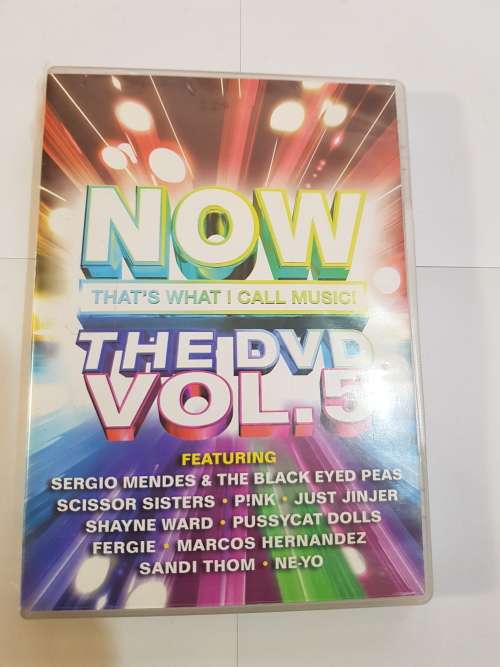 NOW
THAT'S WHAT I CALL MUSIC!
THE DVD
VOL.5
FEATURING
SERGIO MENDES & THE BLACK EYED PEAS
SCISSOR SISTERS • P!NK • JUST JINJER
SHAYNE WARD • PUSSYCAT DOLLS
FERGIE • MARCOS HERNANDEZ
SANDI THOM • NE-YO